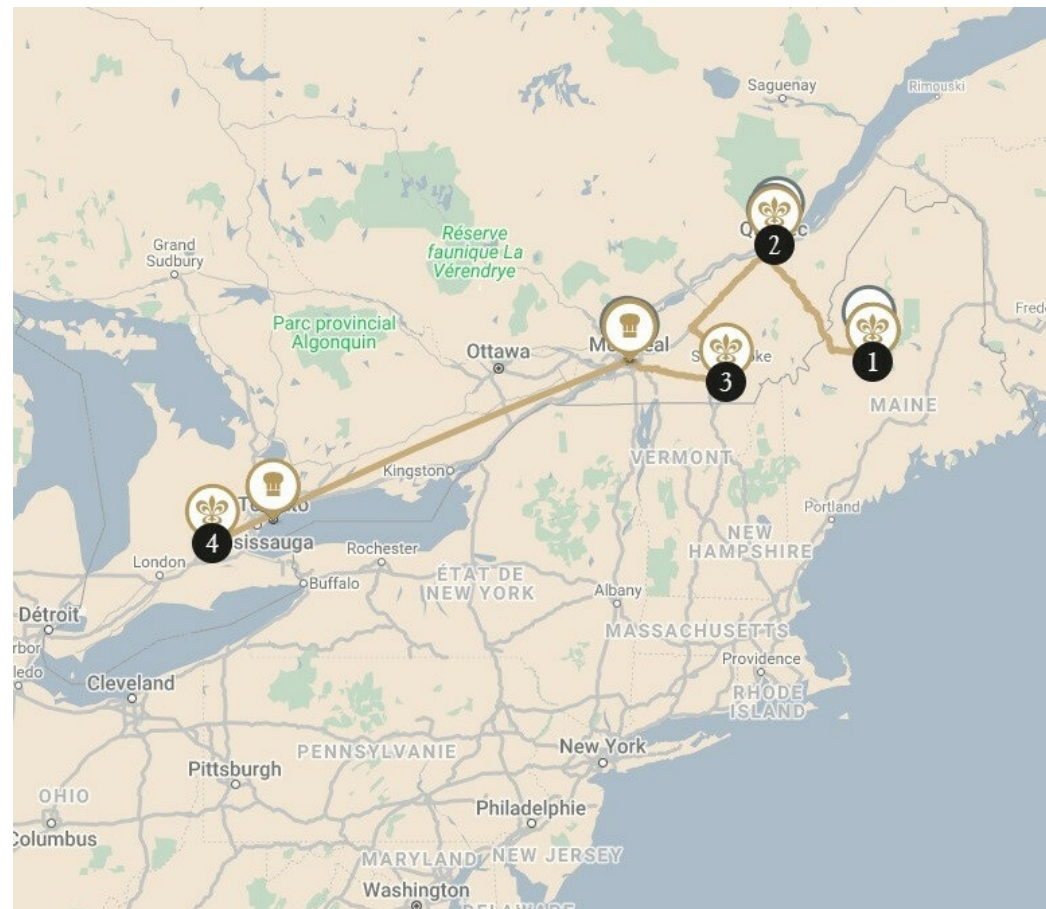 Saguenay
Rimouski
Grand
Sudbury
Réserve
faunique La
Vérendrye
2
Parc provincial
Algonquin
Ottawa
1
3
MAINE
Kingston
VERMONT
Portland
4
London
Rochester
Buffalo
NEW
HAMPSHIRE
ÉTAT DE
NEW YORK
Albany
Détroit
MASSACHUSETTS
Providence
Cleveland
RHODE
ISLAND
PENNSYLVANIE
New York
Pittsburgh
OHIO
Philadelphie
Columbus
MARYLAND
NEW JERSEY
Washington